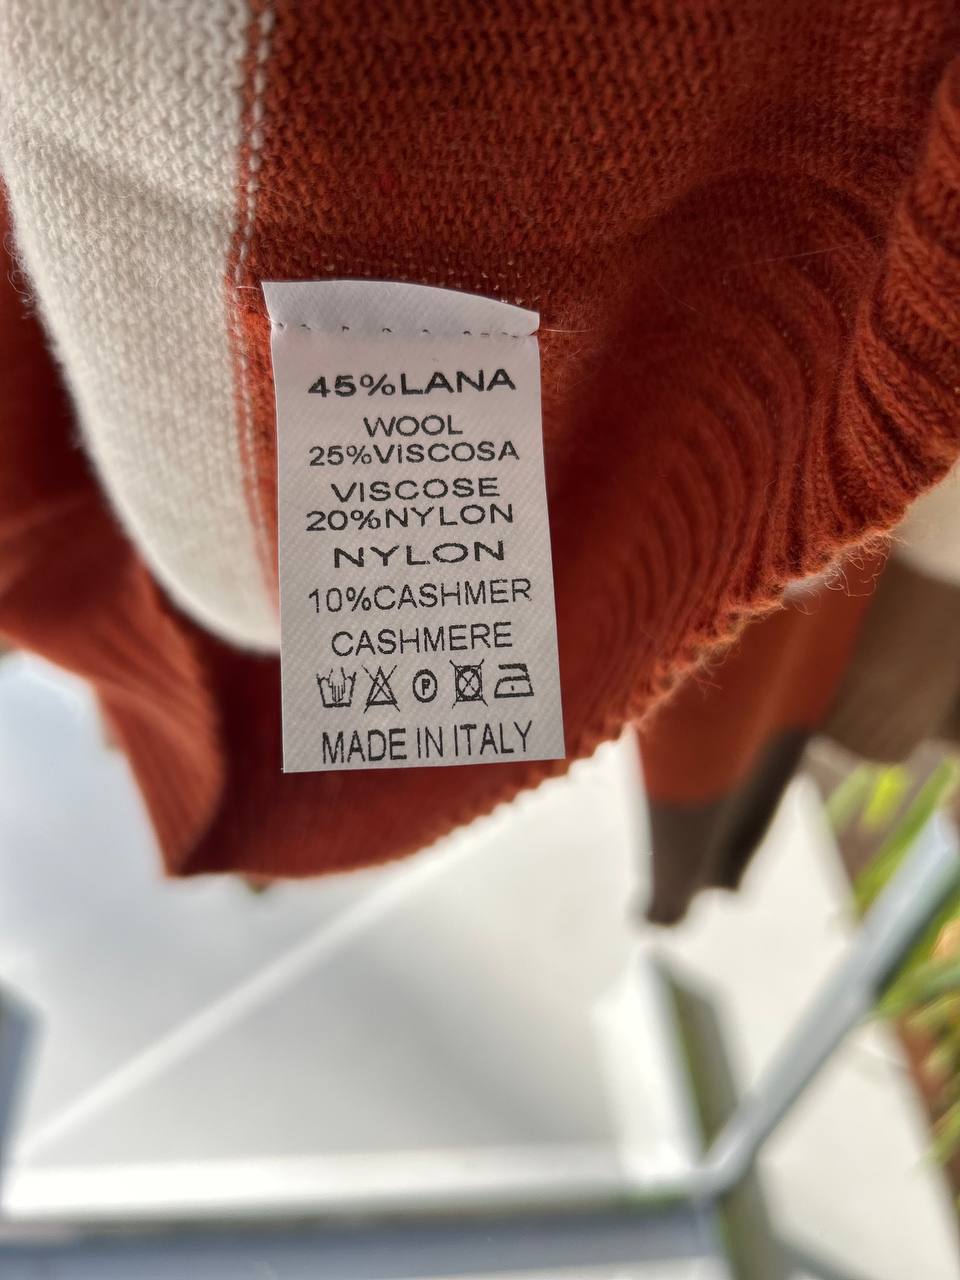 45%LANA
WOOL
25%VISCOSA
VISCOSE
20%NYLON
NYLON
10%CASHMER
CASHMERE
P
MADE IN ITALY